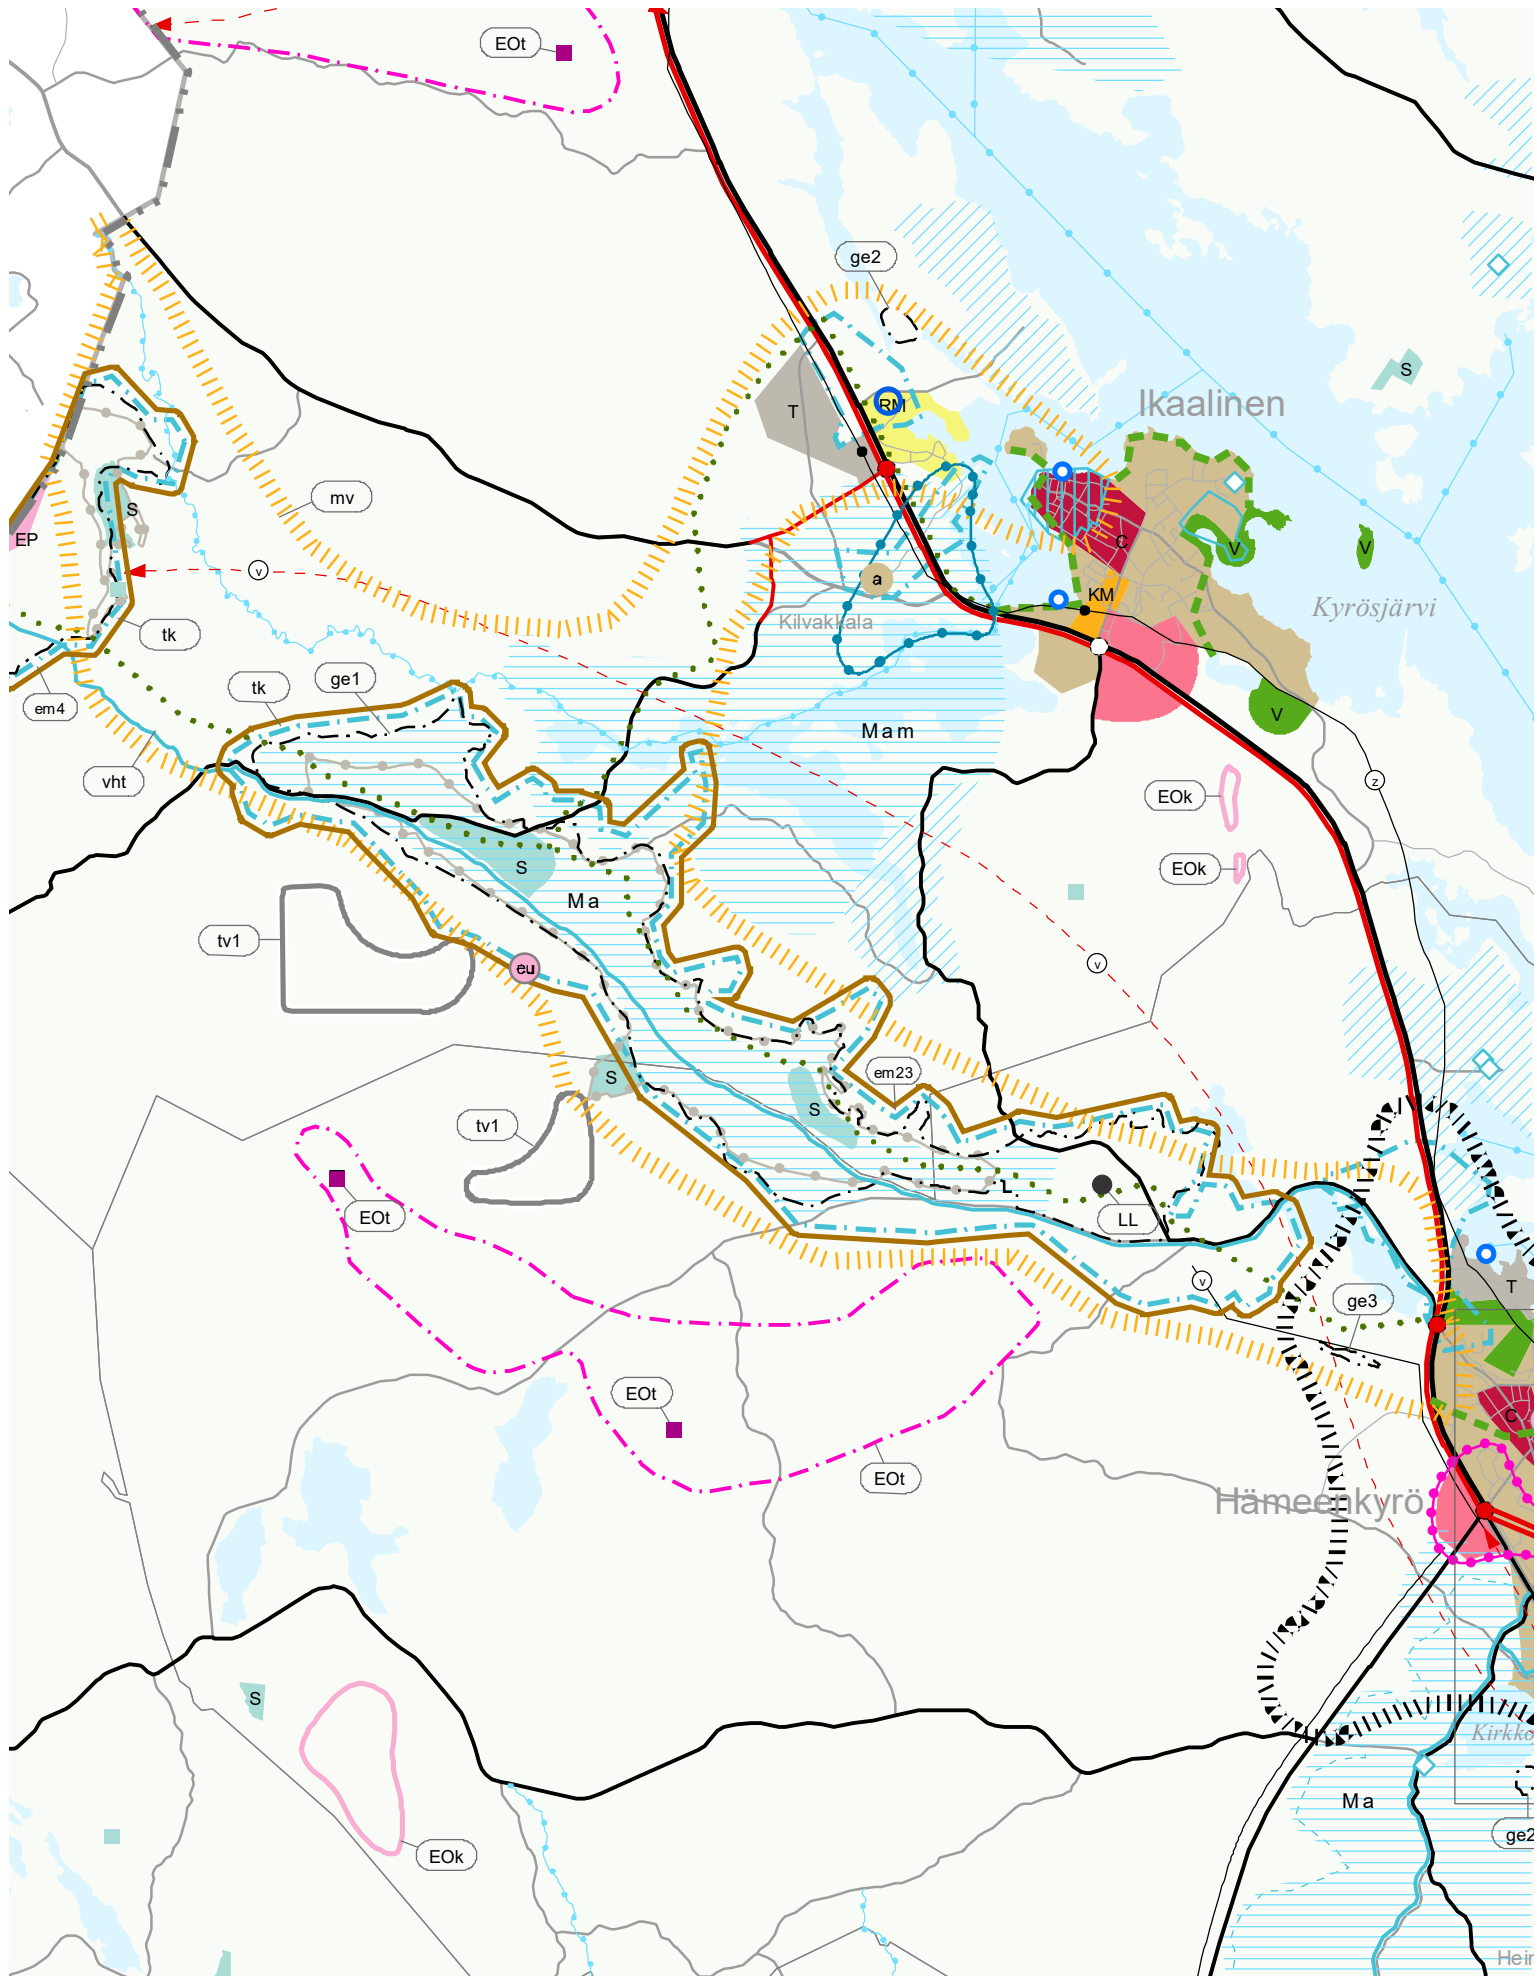 EOt
ge2
S
Ikaalinen
T
RM
mv
S
EP
C
V
V
v
a
KM
Kyrösjärvi
Kilvakkala
tk
tk
ge1
em4
Mam
V
vht
z
EOk
S
EOk
Ma
tv1
eu
v
S
em23
S
tv1
EOt
LL
v
T
ge3
EOt
C
EOt
Hämeenkyrö
S
Ma
EOk